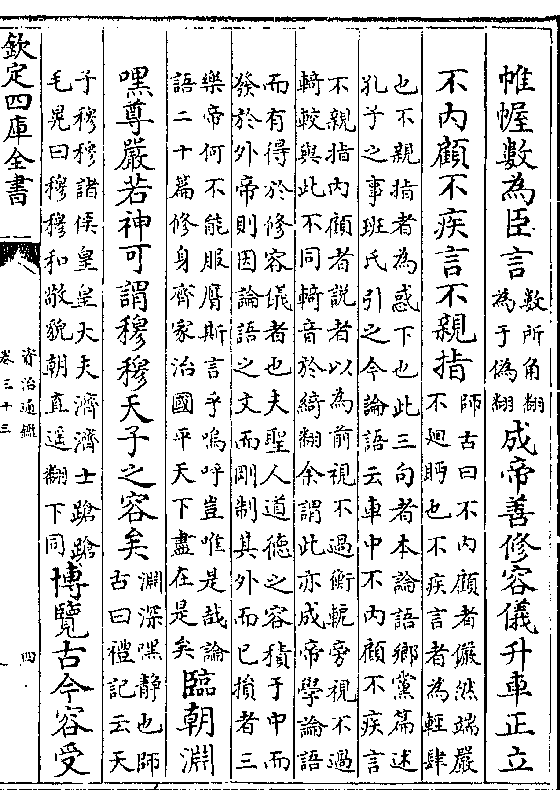 帷幄數為臣言數所角翻為于偽翻成帝善修容儀升車正立
不内顧不疾言不親指師古曰不内顧者儼然端嚴不廻眄也不疾言者為輕肆
也不親指者為惑下也此三句者本論語鄉黨篇述
孔子之事班氏引之今論語云車中不内顧不疾言
不親指内顧者說者以為前視不過衡軛旁視不過
輢較與此不同輢音於綺翻余謂此亦成帝學論語
而有得於修容儀者也夫聖人道德之容積于中而
發於外帝則因論語之文而剛制其外而已損者三
樂帝何不能服膺斯言乎嗚呼豈唯是哉論
語二十篇修身齊家治國平天下盡在是矣臨朝淵
嘿尊嚴若神可謂穆穆天子之容矣淵深嘿静也師古曰禮記云天
子穆穆諸侯皇皇大夫濟濟士蹌蹌
毛晃曰穆穆和敬貌朝直遥翻下同博覽古今容受
欽定四庫全書
資治通鑑
卷三十三
四